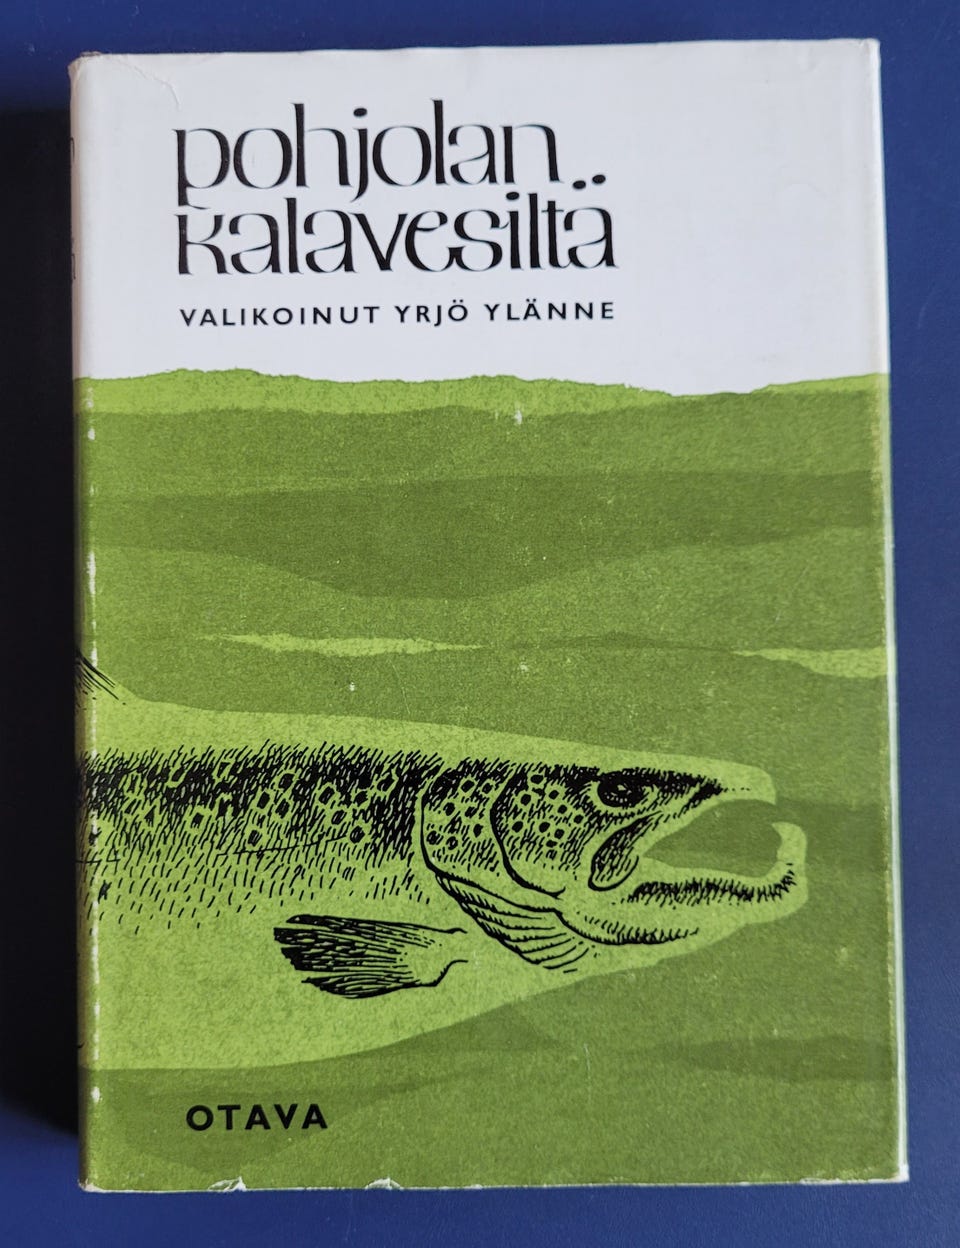 pohjolan
kalavesiltä
VALIKOINUT YRJÖ YLÄNNE
OTAVA